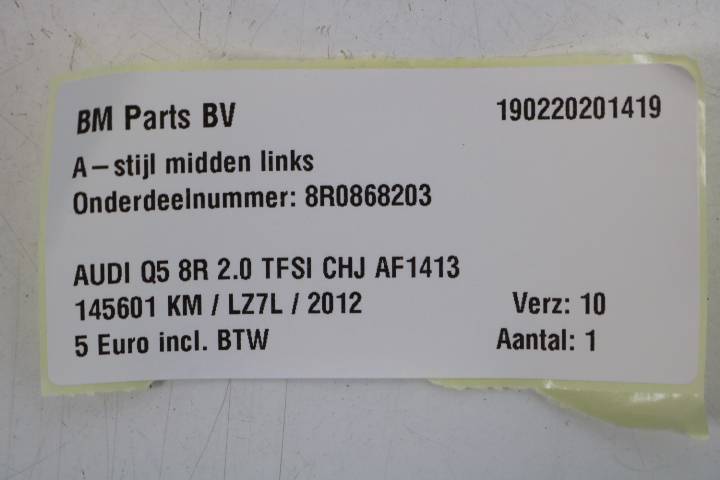 BM Parts BV 190220201419
A-stijl midden links
Onderdeelnummer: 8R0868203
AUDI Q5 8R 2.0 TFSI CHJ AF1413
145601 KM / LZ7L / 2012 Verz: 10
5 Euro incl. BTW Aantal: 1